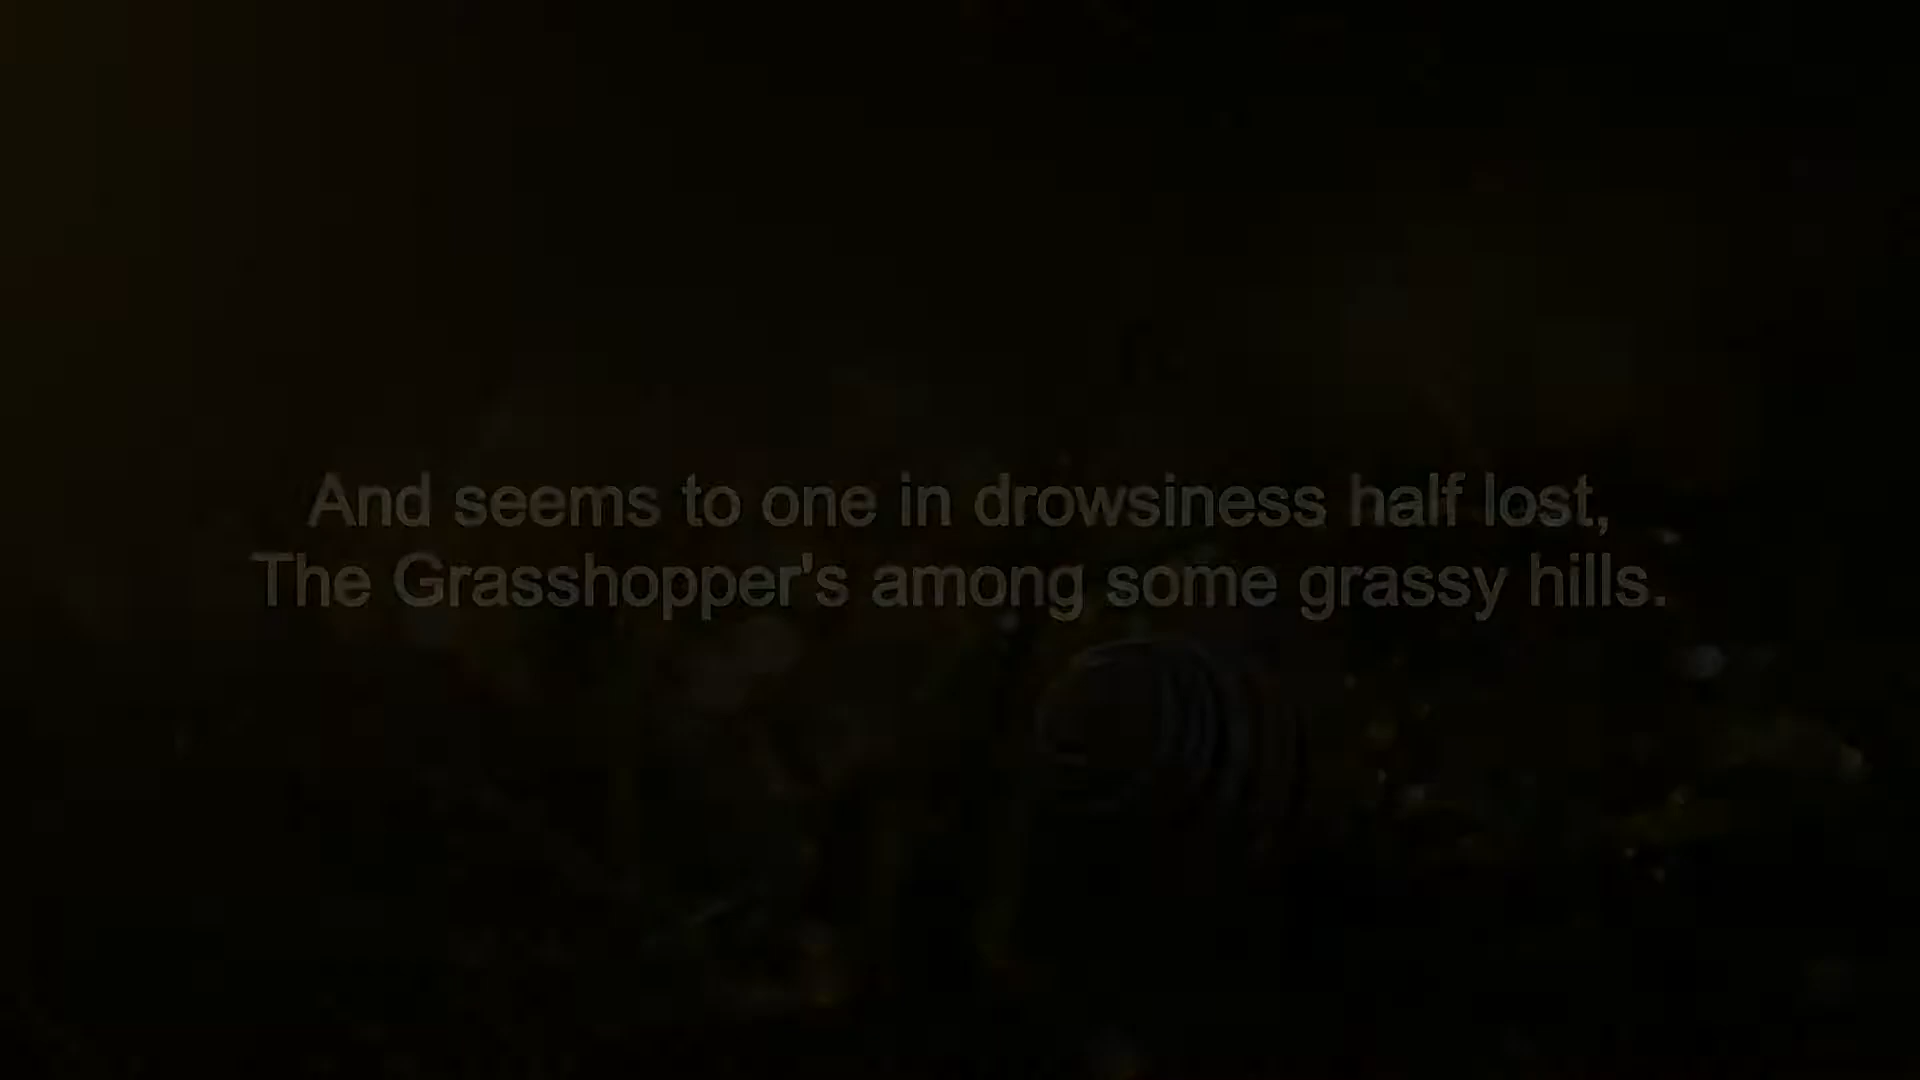 And seems to one in drowsiness half lost,
The Grasshopper's among some grassy hills.